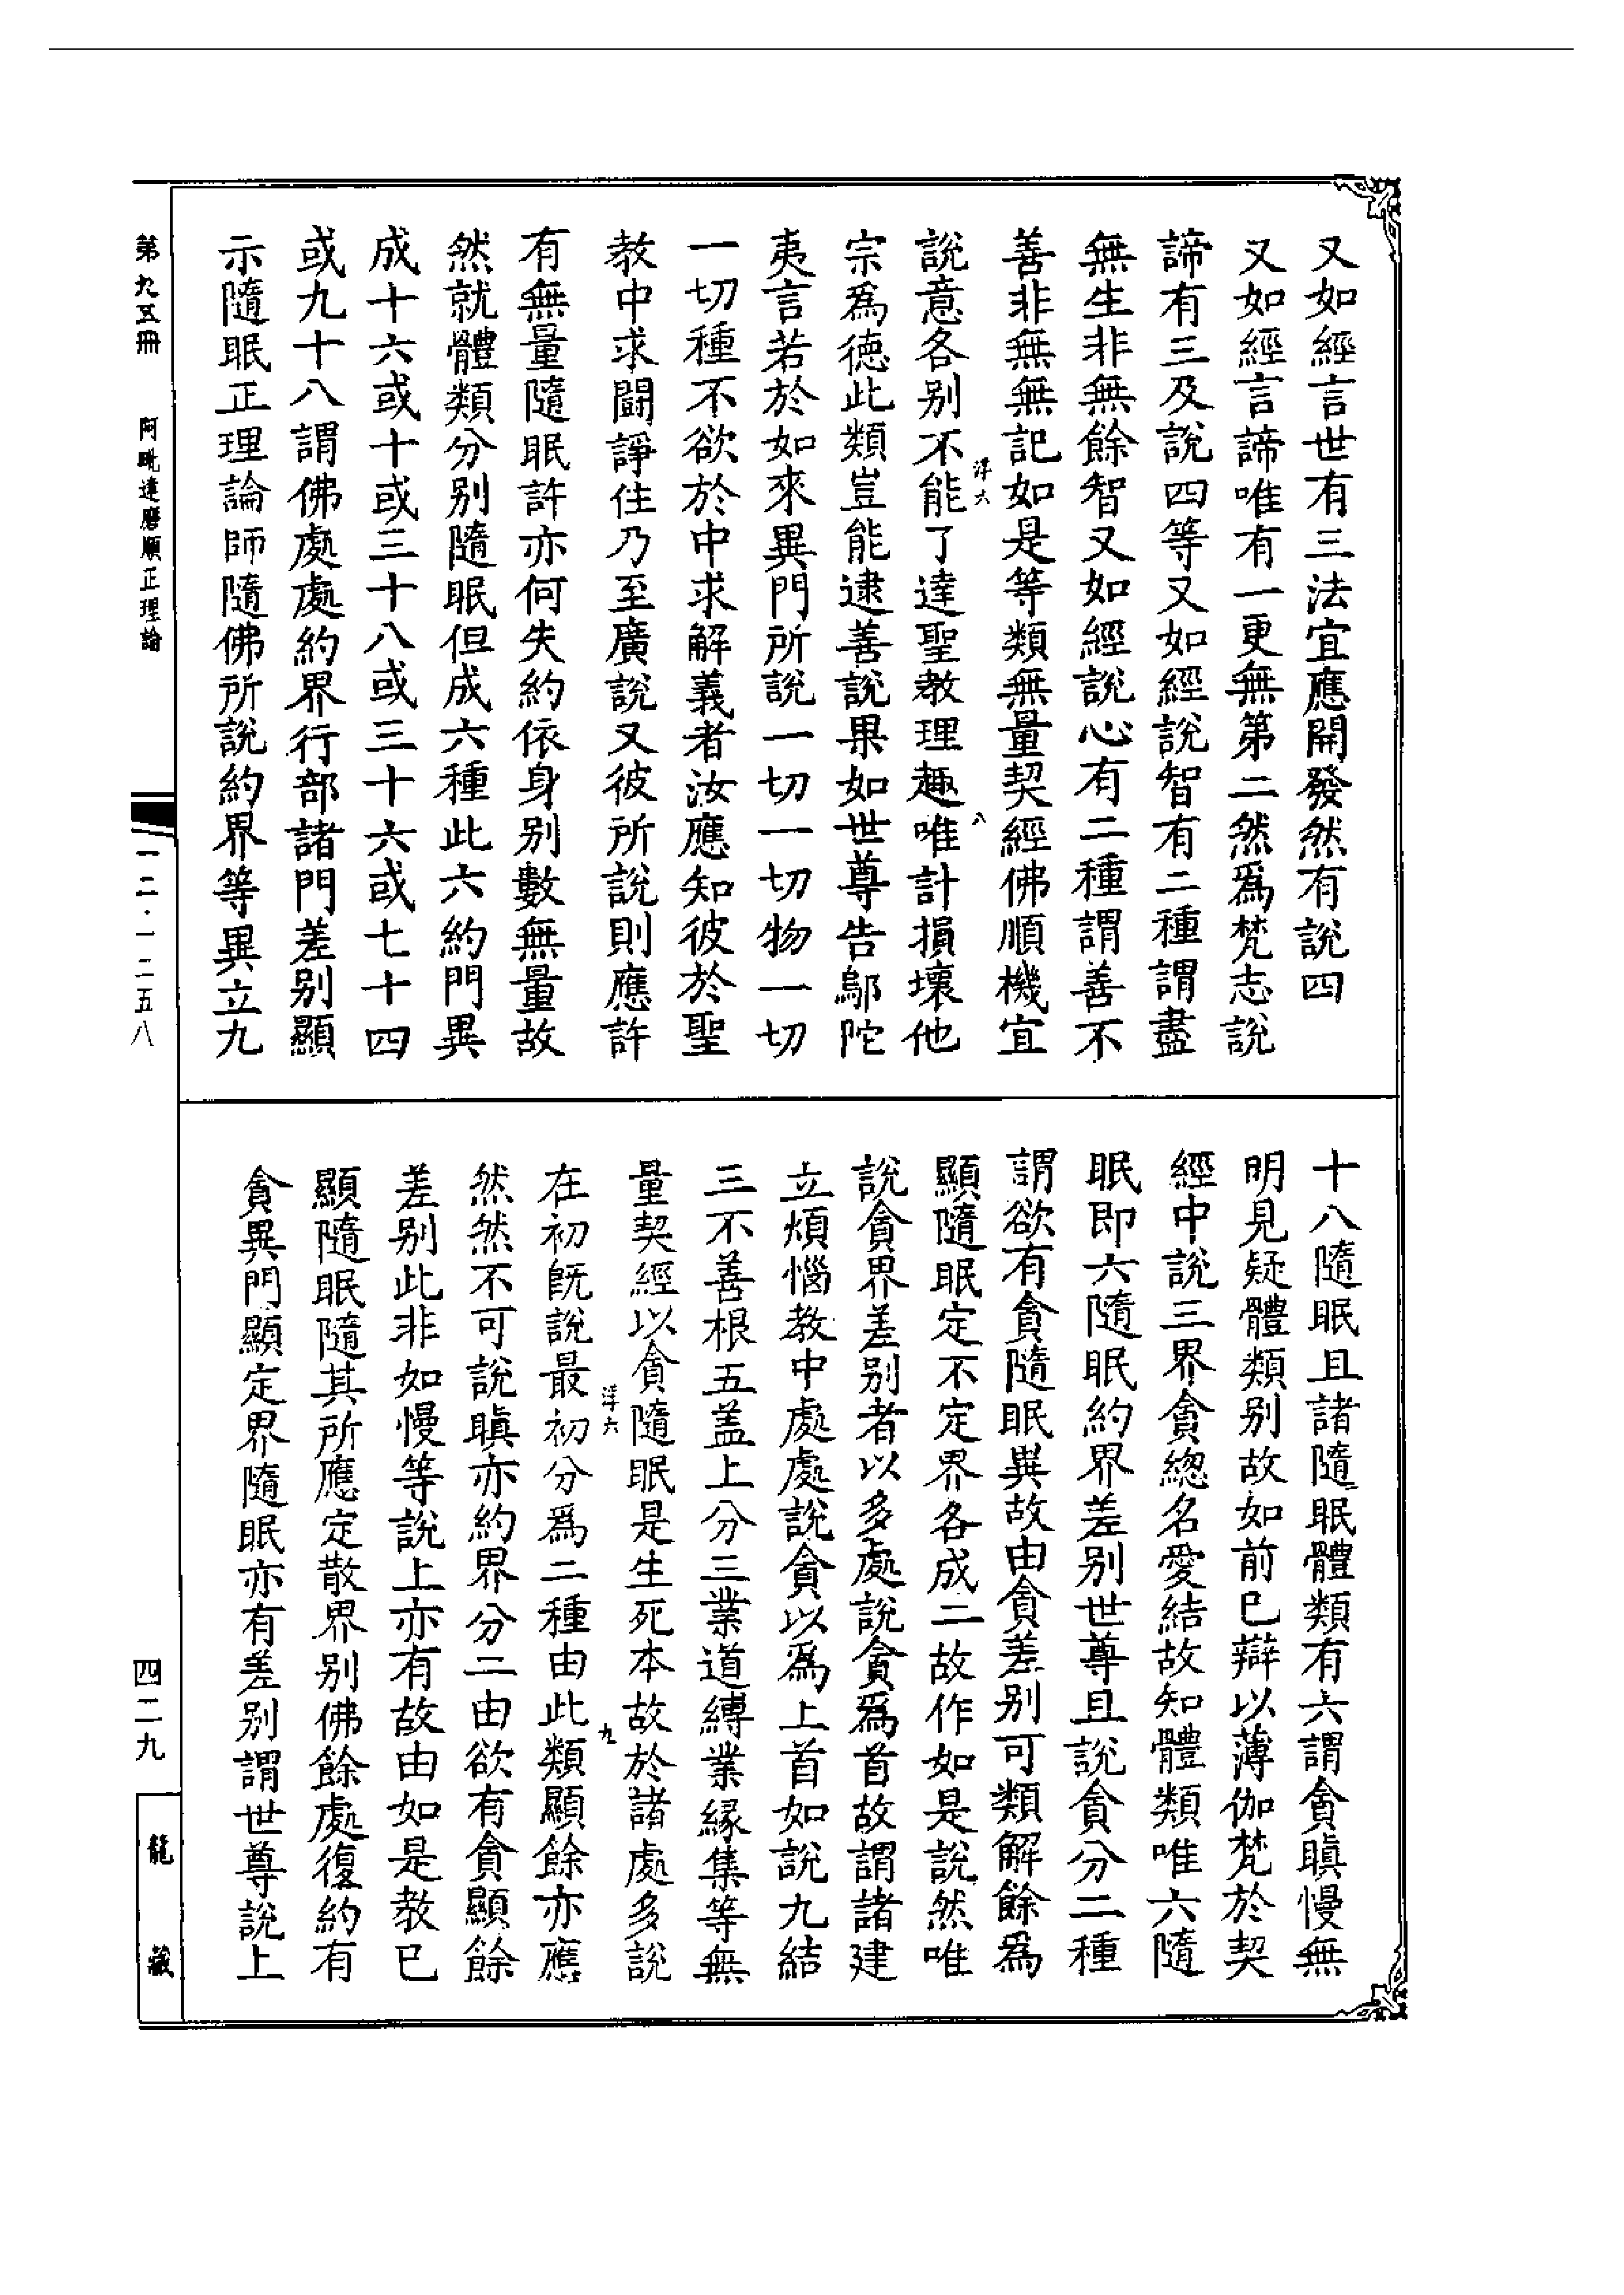 又如經言世有三法宜應開發然有說四
又如經言諦唯有一更無第二然爲梵志說
諦有三及說四等又如經說智有二種謂盡
無生非無餘智又如經說心有二種謂善不
善非無無記如是等類無量契經佛順機宜
洋六
八
說意各别不能了達聖教理趣唯計損壞他
宗爲德此類豈能逮善說果如世尊告鄔陀
夷言若於如來異門所說一切一切物一切
一切種不欲於中求解義者汝應知彼於聖
教中求鬬諍住乃至廣說又彼所說則應許
有無量隨眠許亦何失約依身别數無量故
然就體類分别隨眠但成六種此六約門異
成十六或十或三十八或三十六或七十四
或九十八謂佛處處約界行部諸門差别顯
示隨眠正理論師隨佛所說約界等異立九
十八隨眠且諸隨眠體類有六謂貪瞋慢無
明見疑體類别故如前已辯以薄伽梵於契
經中說三界貪總名愛結故知體類唯六隨
眠即六隨眠約界差别世尊且說貪分二種
謂欲有貪隨眠異故由貪差别可類解餘爲
顯隨眠定不定界各成二故作如是說然唯
說貪界差别者以多處說貪爲首故謂諸建
立煩惱教中處處說貪以爲上首如說九結
三不善根五盖上分三業道縛業緣集等無
量契經以貪隨眠是生死本故於諸處多說
洋六
九
在初旣說最初分爲二種由此類顯餘亦應
然然不可說瞋亦約界分二由欲有貪顯餘
差别此非如慢等說上亦有故由如是教已
顯隨眠隨其所應定散界别佛餘處復約有
貪異門顯定界隨眠亦有差别謂世尊說上
第九五冊
阿毗達磨順正理論
一二·一二五八
四二九
龍藏